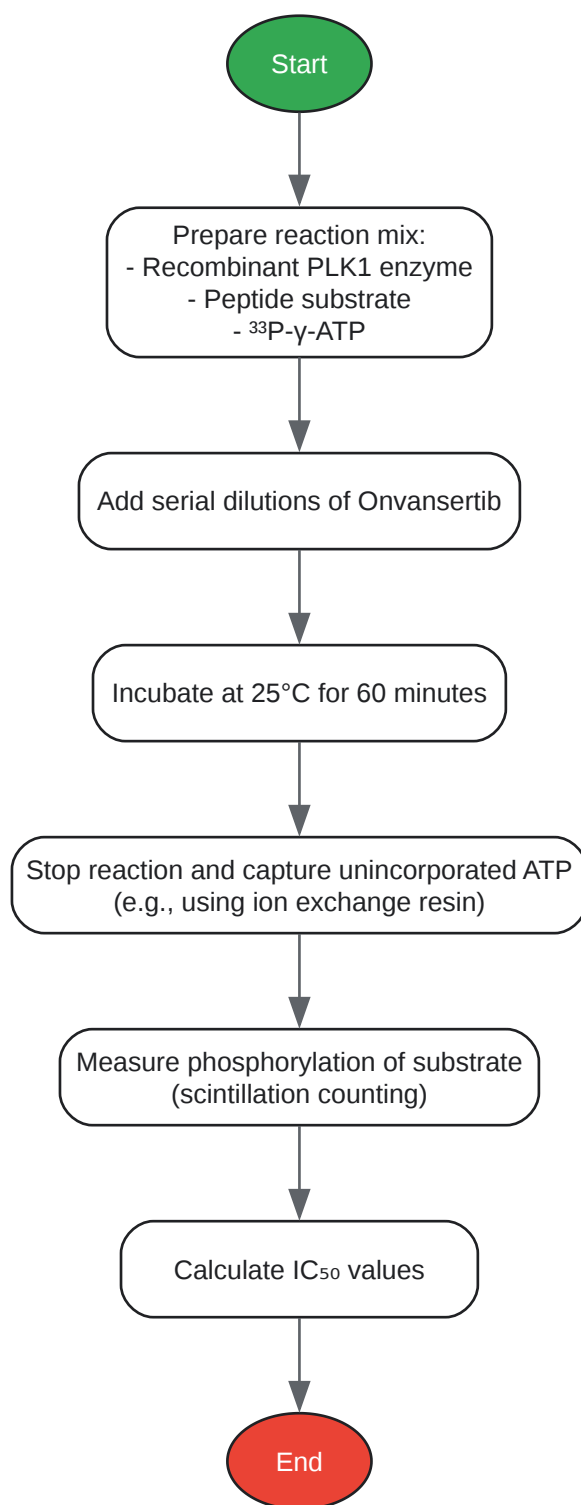 Start
Prepare reaction mix:
- Recombinant PLK1 enzyme
- Peptide substrate
- ³³P-γ-ATP
Add serial dilutions of Onvansertib
Incubate at 25°C for 60 minutes
Stop reaction and capture unincorporated ATP
(e.g., using ion exchange resin)
Measure phosphorylation of substrate
(scintillation counting)
Calculate IC₅₀ values
End